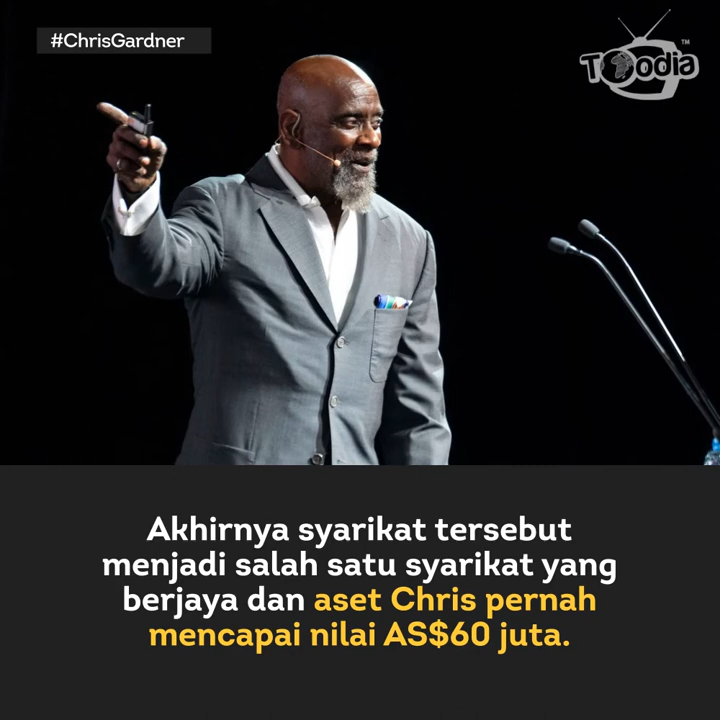 #ChrisGardner
Toodia™
Akhirnya syarikat tersebut
menjadi salah satu syarikat yang
berjaya dan aset Chris pernah
mencapai nilai AS$60 juta.